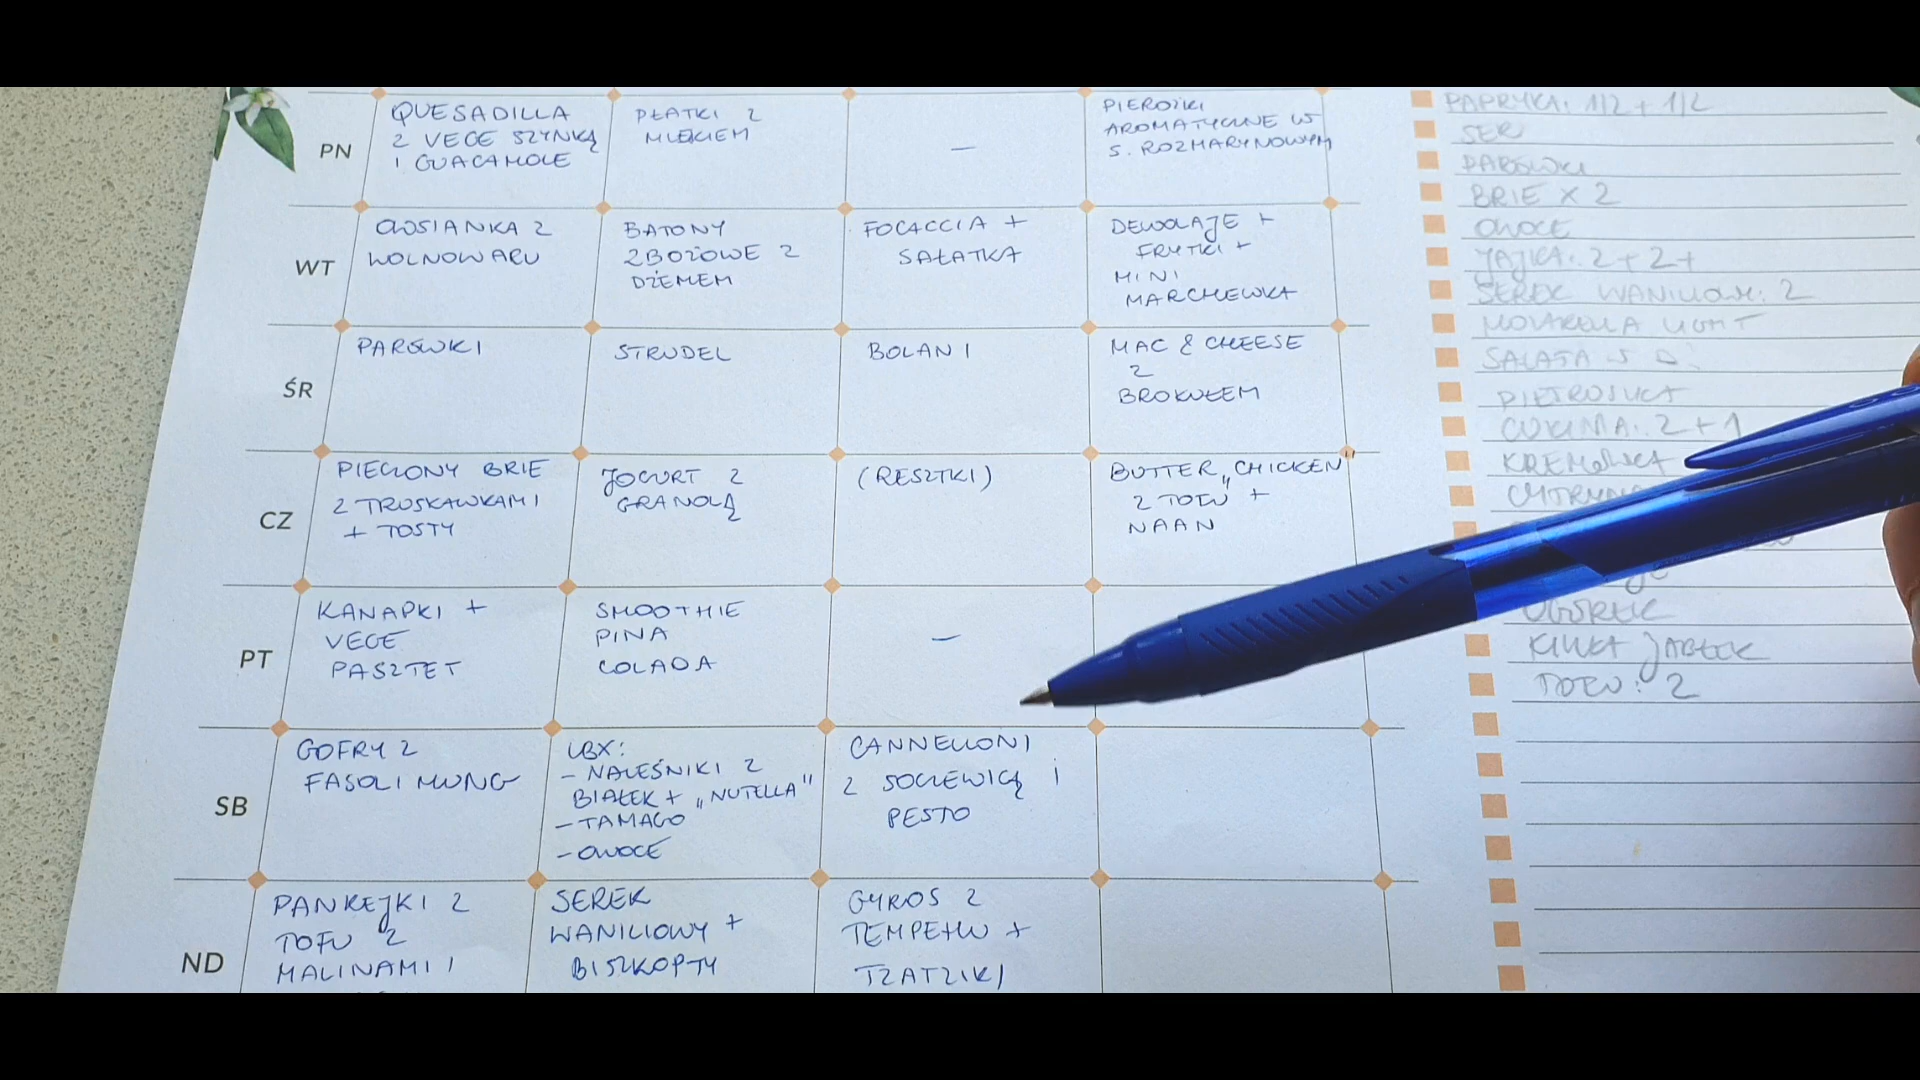 PN
QUESADILLA
Z VEGE SZYNKĄ
I GUACAMOLE
PŁATKI Z
MLEKIEM
—
PIEROŻKI
AROMATYCZNE W
S. ROZMARYNOWYM
WT
OWSIANKA Z
WOLNOWARU
BATONY
ZBOŻOWE Z
DŻEMEM
FOCACCIA +
SAŁATKA
DEWOLAJE +
FRYTKI +
MINI
MARCHEWKA
ŚR
PARÓWKI
STRUDEL
BOLANI
MAC & CHEESE
Z
BROKUŁEM
CZ
PIECZONY BRIE
Z TRUSKAWKAMI
+ TOSTY
JOGURT Z
GRANOLĄ
(RESZTKI)
BUTTER „CHICKEN"
Z TOFU +
NAAN
PT
KANAPKI +
VEGE
PASZTET
SMOOTHIE
PINA
COLADA
—
SB
GOFRY Z
FASOLI MUNG
LBX:
- NALEŚNIKI Z
BIAŁEK + „NUTELLA"
- TAMAGO
- OWOCE
CANNELLONI
Z SOCZEWICĄ I
PESTO
ND
PANKEJKI Z
TOFU Z
MALINAMI I
SEREK
WANILIOWY +
BISZKOPTY
GYROS Z
TEMPEHU +
TZATZIKI
PAPRYKA: 1/2 + 1/2
SER
PARÓWKI
BRIE X 2
OWOCE
JAJKA: 2 + 2 +
SEREK WANILIOW.: 2
MOZARELLA LIGHT
SAŁATA
PIETRUSZKA
CUKINIA: 2 + 1
KREMÓWKA
OGÓREK
KILKA JABŁEK
TOFU: 2